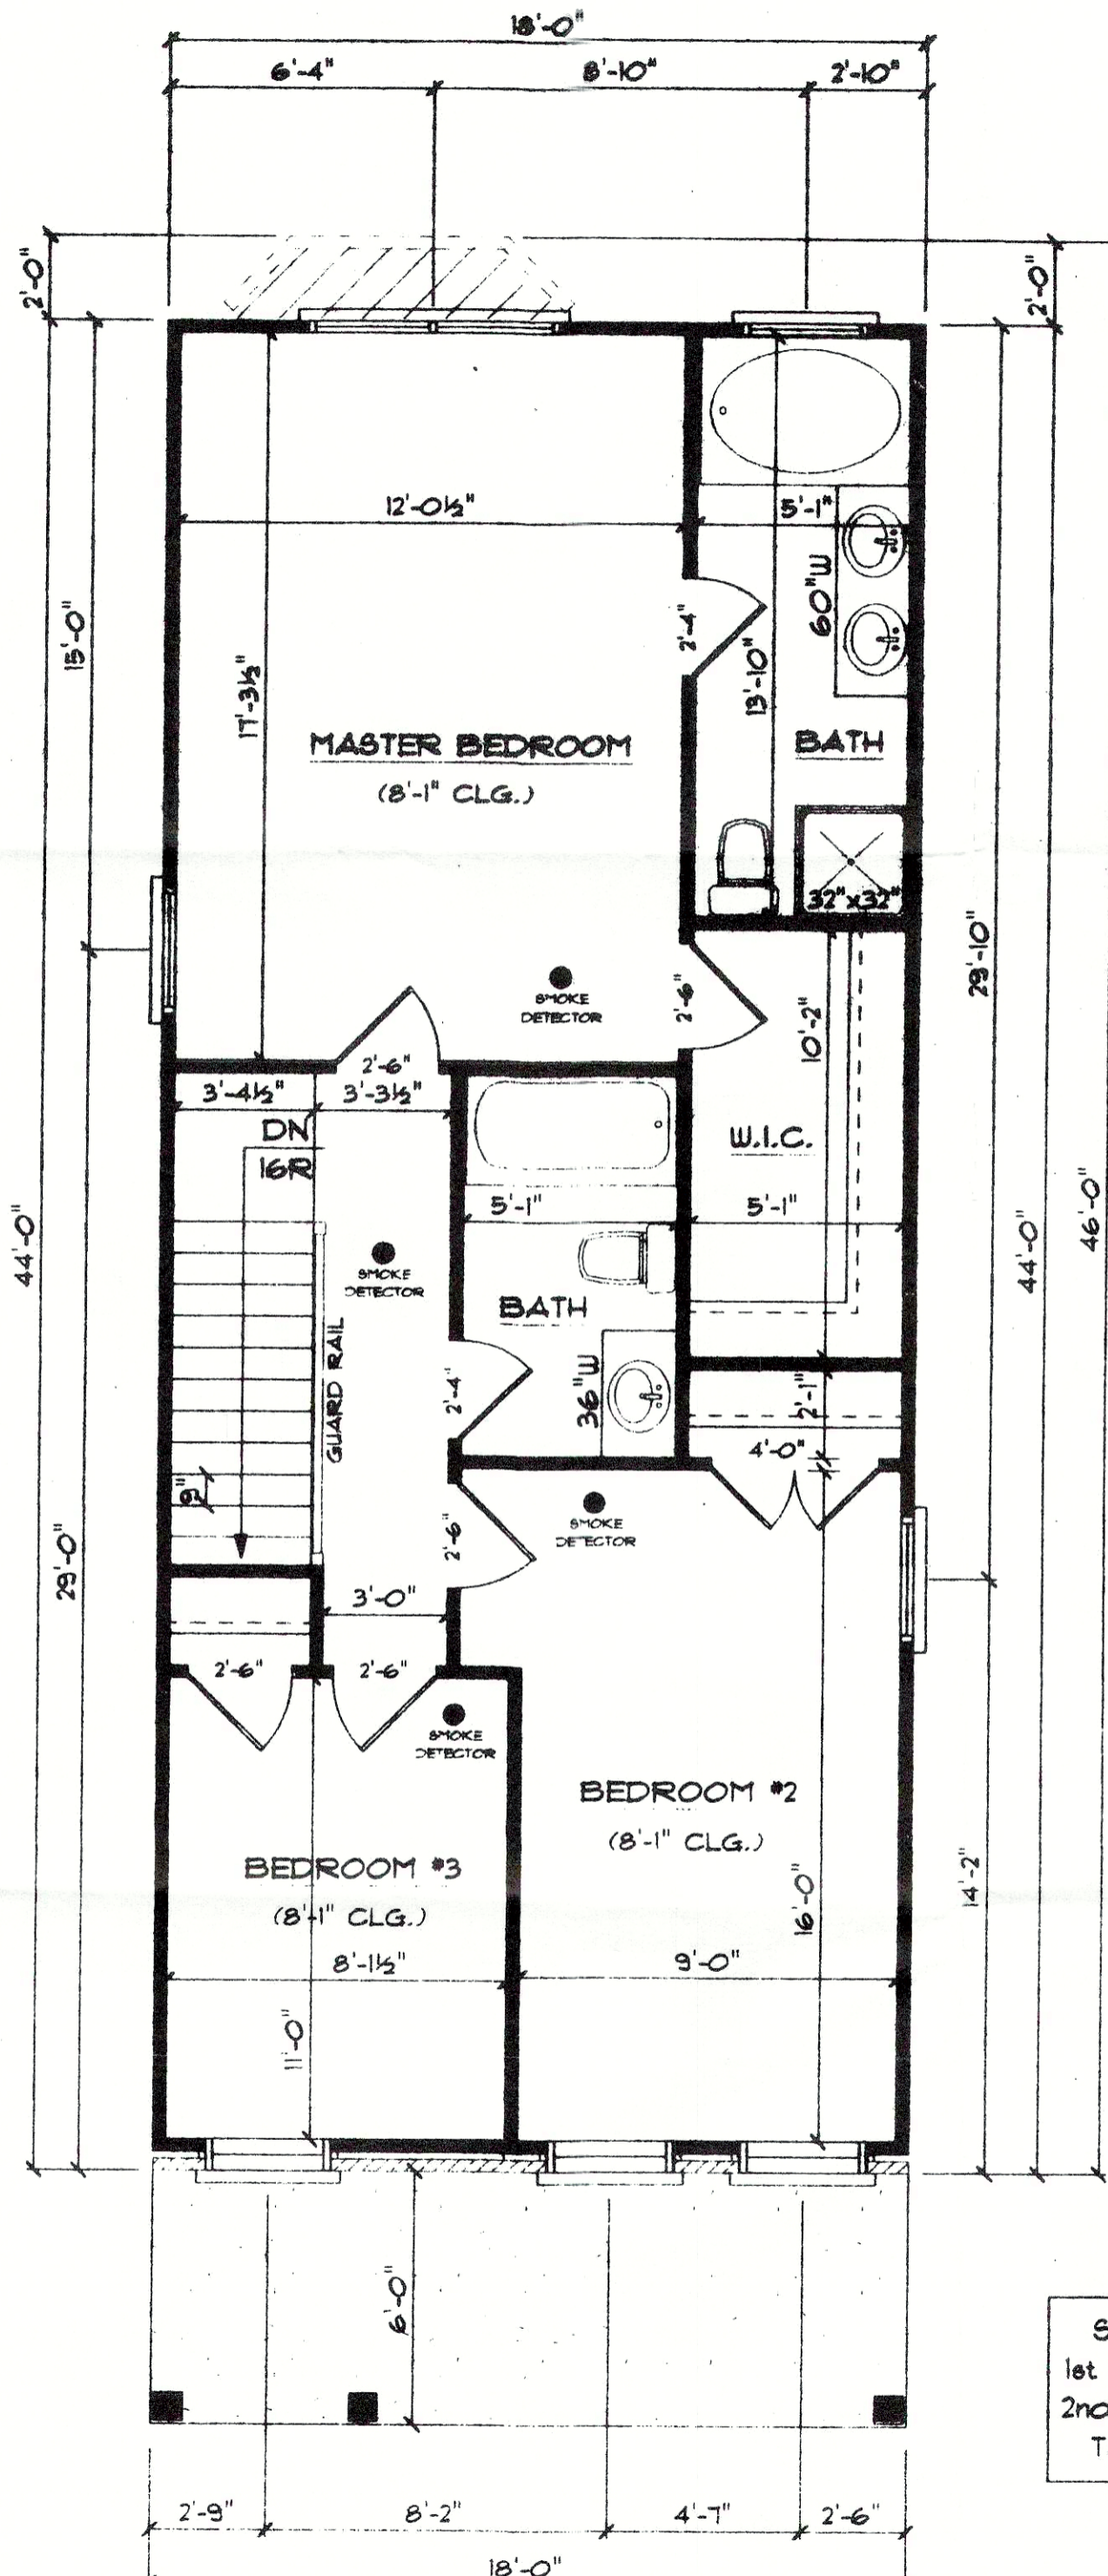 18'-0"
6'-4" 8'-10" 2'-10"
2'-0" 2'-0"
12'-0½" 5'-1"
60"W
2'-4"
15'-0"
17'-3½"
13'-10"
MASTER BEDROOM
(8'-1" CLG.)
BATH
32"x32"
29'-10"
SMOKE
DETECTOR
2'-6"
10'-2"
2'-6"
3'-4½" 3'-3½"
DN
16R
W.I.C.
5'-1" 5'-1"
44'-0" 44'-0" 46'-0"
SMOKE
DETECTOR
BATH
GUARD RAIL
2'-4"
36"W
2'-1"
4'-0"
9"
SMOKE
DETECTOR
2'-6"
29'-0"
3'-0"
2'-6" 2'-6"
SMOKE
DETECTOR
BEDROOM #2
(8'-1" CLG.)
BEDROOM #3
(8'-1" CLG.)
14'-2"
16'-0"
8'-1½" 9'-0"
11'-0"
6'-0"
S
1st
2nd
T
2'-9" 8'-2" 4'-7" 2'-6"
18'-0"